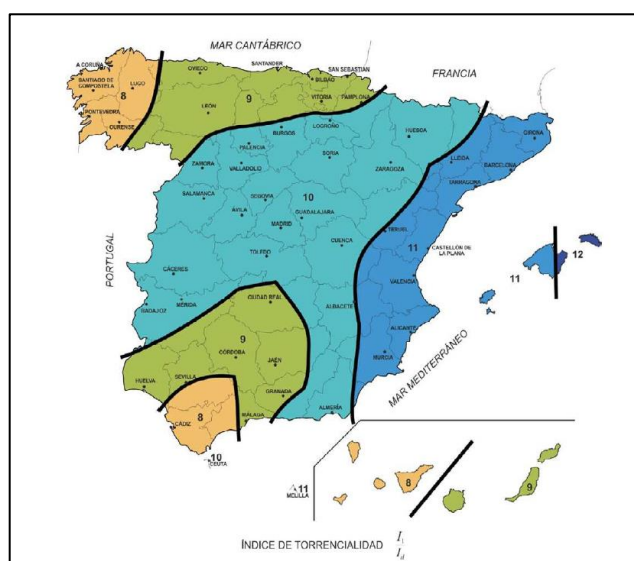 MAR CANTÁBRICO
FRANCIA
A CORUÑA
SANTIAGO DE
COMPOSTELA
LUGO
8
PONTEVEDRA
OURENSE
OVIEDO
SANTANDER
SAN SEBASTIÁN
BILBAO
LEÓN
9
VITORIA
PAMPLONA
BURGOS
LOGROÑO
HUESCA
GIRONA
PALENCIA
ZAMORA
VALLADOLID
SORIA
ZARAGOZA
LLEIDA
BARCELONA
TARRAGONA
SALAMANCA
SEGOVIA
10
ÁVILA
GUADALAJARA
MADRID
TERUEL
CUENCA
11
CASTELLÓN
DE
LA PLANA
TOLEDO
PORTUGAL
CÁCERES
VALENCIA
11
12
BADAJOZ
MÉRIDA
CIUDAD REAL
ALBACETE
ALICANTE
MURCIA
MAR MEDITERRÁNEO
9
CÓRDOBA
JAÉN
HUELVA
SEVILLA
GRANADA
8
CÁDIZ
MÁLAGA
ALMERÍA
10
CEUTA
11
MELILLA
8
9
ÍNDICE DE TORRENCIALIDAD
I₁
I_d